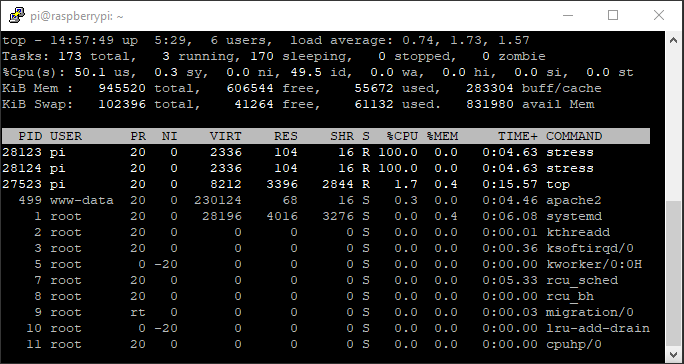 pi@raspberrypi: ~
top - 14:57:49 up  5:29,  6 users,  load average: 0.74, 1.73, 1.57
Tasks: 173 total,   3 running, 170 sleeping,   0 stopped,   0 zombie
%Cpu(s): 50.1 us,  0.3 sy,  0.0 ni, 49.5 id,  0.0 wa,  0.0 hi,  0.0 si,  0.0 st
KiB Mem :   945520 total,   606544 free,    55672 used,   283304 buff/cache
KiB Swap:   102396 total,    41264 free,    61132 used.   831980 avail Mem
  PID USER      PR  NI    VIRT    RES    SHR S  %CPU %MEM     TIME+ COMMAND
28123 pi        20   0    2336    104     16 R 100.0  0.0   0:04.63 stress
28124 pi        20   0    2336    104     16 R 100.0  0.0   0:04.63 stress
27523 pi        20   0    8212   3396   2844 R   1.7  0.4   0:15.57 top
  499 www-data  20   0  230124     68     16 S   0.3  0.0   0:04.46 apache2
    1 root      20   0   28196   4016   3276 S   0.0  0.4   0:06.08 systemd
    2 root      20   0       0      0      0 S   0.0  0.0   0:00.01 kthreadd
    3 root      20   0       0      0      0 S   0.0  0.0   0:00.36 ksoftirqd/0
    5 root       0 -20       0      0      0 S   0.0  0.0   0:00.00 kworker/0:0H
    7 root      20   0       0      0      0 S   0.0  0.0   0:05.33 rcu_sched
    8 root      20   0       0      0      0 S   0.0  0.0   0:00.00 rcu_bh
    9 root      rt   0       0      0      0 S   0.0  0.0   0:00.03 migration/0
   10 root       0 -20       0      0      0 S   0.0  0.0   0:00.00 lru-add-drain
   11 root      20   0       0      0      0 S   0.0  0.0   0:00.00 cpuhp/0